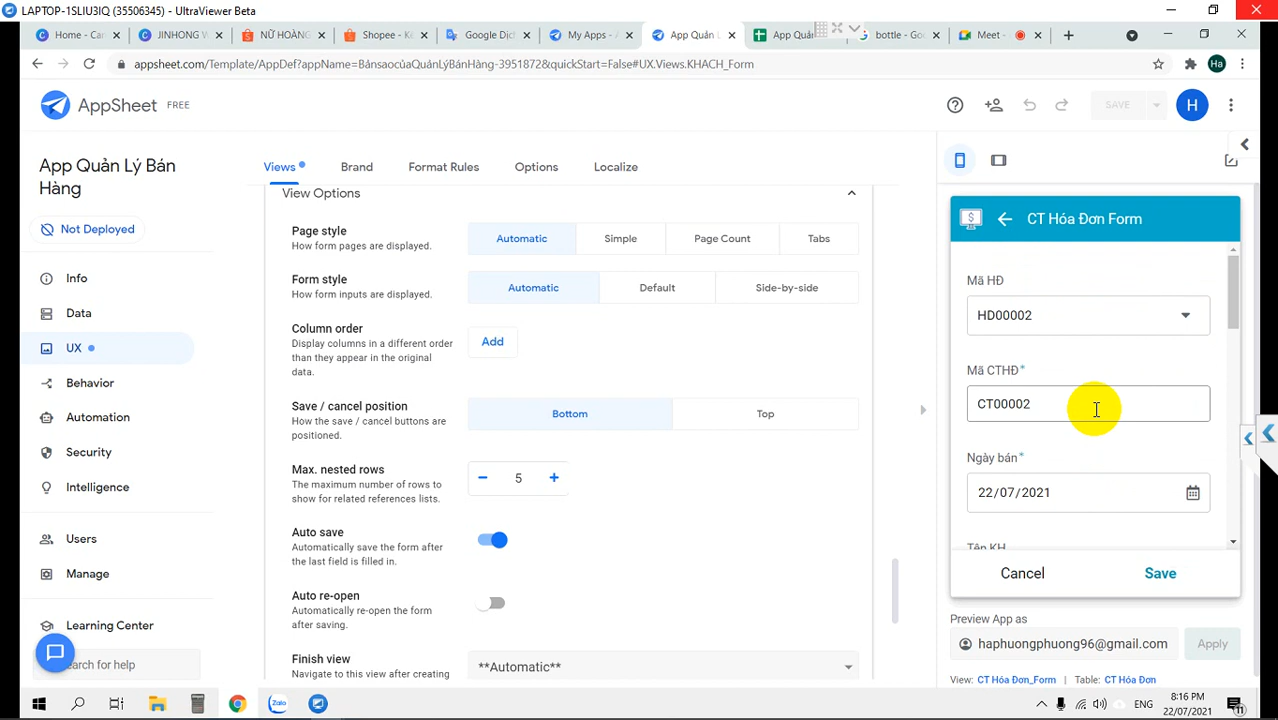 LAPTOP-1SLIU3IQ (35506345) - UltraViewer Beta
Home - Can
JINHONG W
NỮ HOÀNG
Shopee - K
Google Dịc
My Apps - A
App Quản L
App Quản
bottle - Goo
Meet -
appsheet.com/Template/AppDef?appName=BảnsaocủaQuảnLýBánHàng-3951872&quickStart=False#UX.Views.KHACH_Form
Ha
AppSheet FREE
SAVE
H
App Quản Lý Bán
Hàng
Not Deployed
Info
Data
UX
Behavior
Automation
Security
Intelligence
Users
Manage
Learning Center
earch for help
Views
Brand
Format Rules
Options
Localize
View Options
Page style
How form pages are displayed.
Automatic
Simple
Page Count
Tabs
Form style
How form inputs are displayed.
Automatic
Default
Side-by-side
Column order
Display columns in a different order
than they appear in the original
data.
Add
Save / cancel position
How the save / cancel buttons are
positioned.
Bottom
Top
Max. nested rows
The maximum number of rows to
show for related references lists.
5
Auto save
Automatically save the form after
the last field is filled in.
Auto re-open
Automatically re-open the form
after saving.
Finish view
Navigate to this view after creating
**Automatic**
CT Hóa Đơn Form
Mã HĐ
HD00002
Mã CTHĐ*
CT00002
Ngày bán*
22/07/2021
Tên KH
Cancel
Save
Preview App as
haphuongphuong96@gmail.com
Apply
View: CT Hóa Đơn_Form | Table: CT Hóa Đơn
ENG
8:16 PM
22/07/2021
11